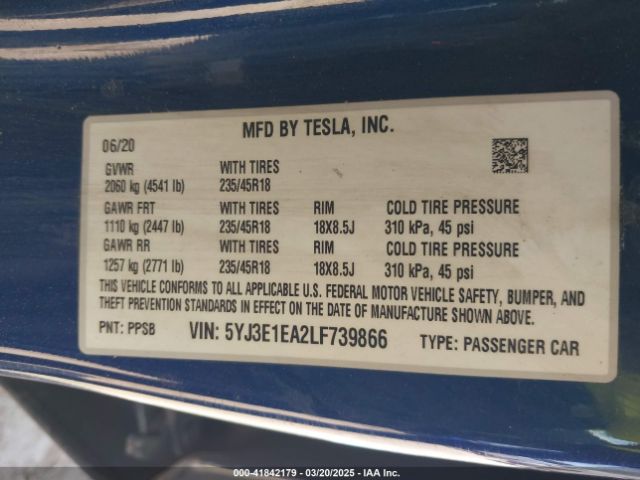 MFD BY TESLA, INC.
06/20
GVWR WITH TIRES
2060 kg (4541 lb) 235/45R18
GAWR FRT WITH TIRES RIM COLD TIRE PRESSURE
1110 kg (2447 lb) 235/45R18 18X8.5J 310 kPa, 45 psi
GAWR RR WITH TIRES RIM COLD TIRE PRESSURE
1257 kg (2771 lb) 235/45R18 18X8.5J 310 kPa, 45 psi
THIS VEHICLE CONFORMS TO ALL APPLICABLE U.S. FEDERAL MOTOR VEHICLE SAFETY, BUMPER, AND
THEFT PREVENTION STANDARDS IN EFFECT ON THE DATE OF MANUFACTURE SHOWN ABOVE.
PNT: PPSB VIN: 5YJ3E1EA2LF739866 TYPE: PASSENGER CAR
000-41842179 — 03/20/2025 — IAA Inc.